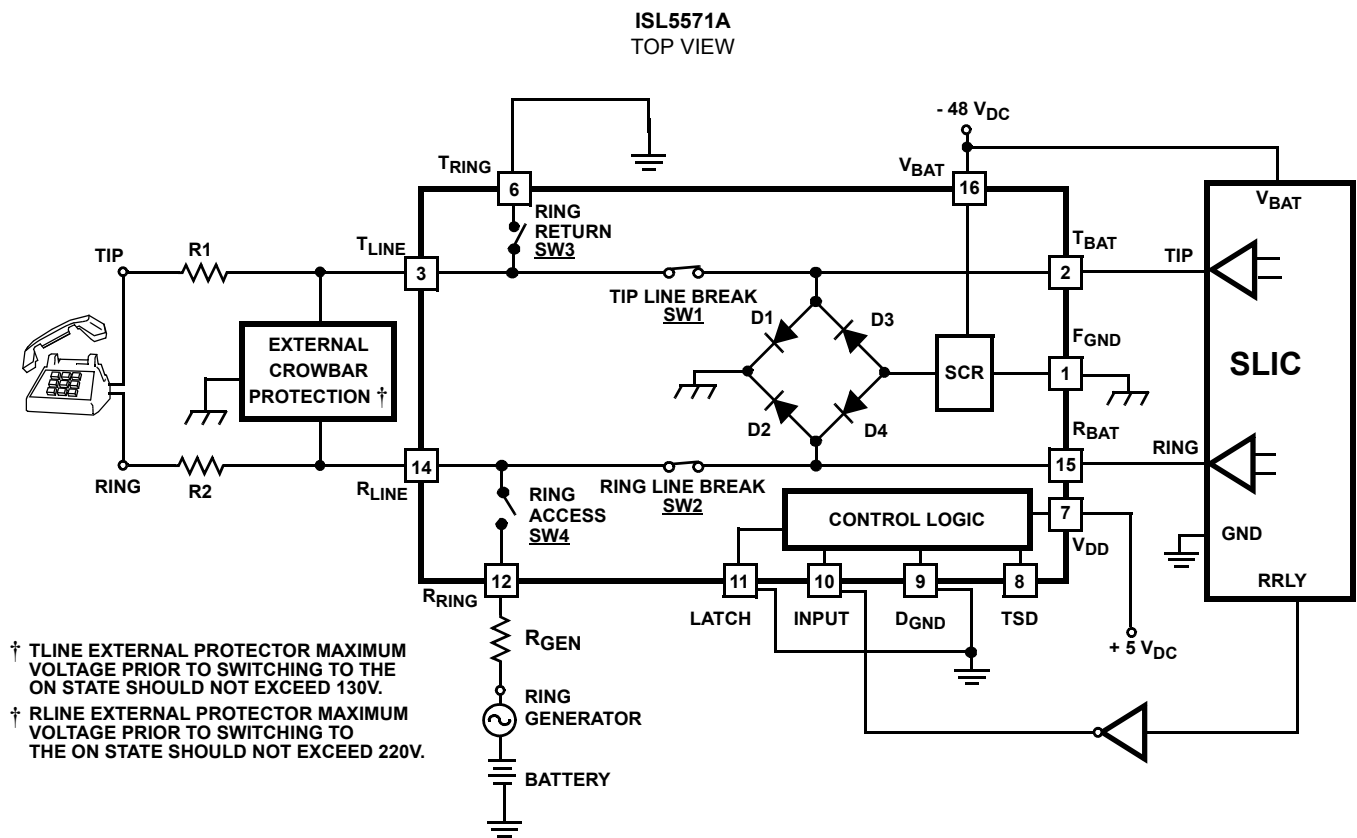 ISL5571A
TOP VIEW
- 48 VDC
TRING
6
VBAT
16
RING
RETURN
SW3
VBAT
TIP
R1
TLINE
3
TIP LINE BREAK
SW1
TBAT
2
TIP
EXTERNAL
CROWBAR
PROTECTION †
D1
D3
D2
D4
SCR
FGND
1
SLIC
RING
R2
RLINE
14
RING LINE BREAK
SW2
RBAT
15
RING
RING
ACCESS
SW4
CONTROL LOGIC
7
VDD
GND
RRLY
RRING
12
11
10
9
8
LATCH
INPUT
DGND
TSD
+ 5 VDC
RGEN
RING
GENERATOR
BATTERY
† TLINE EXTERNAL PROTECTOR MAXIMUM
VOLTAGE PRIOR TO SWITCHING TO THE
ON STATE SHOULD NOT EXCEED 130V.
† RLINE EXTERNAL PROTECTOR MAXIMUM
VOLTAGE PRIOR TO SWITCHING TO
THE ON STATE SHOULD NOT EXCEED 220V.